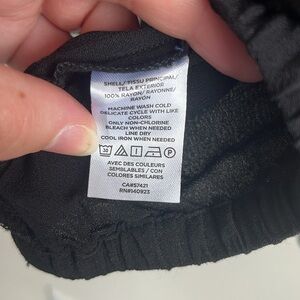 SHELL/ TISSU PRINCIPAL/
TELA EXTERIOR
100% RAYON/ RAYONNE/
RAYON
MACHINE WASH COLD
DELICATE CYCLE WITH LIKE
COLORS
ONLY NON-CHLORINE
BLEACH WHEN NEEDED
LINE DRY
COOL IRON WHEN NEEDED
30 P
AVEC DES COULEURS
SEMBLABLES / CON
COLORES SIMILARES
CA#57421
RN#140923